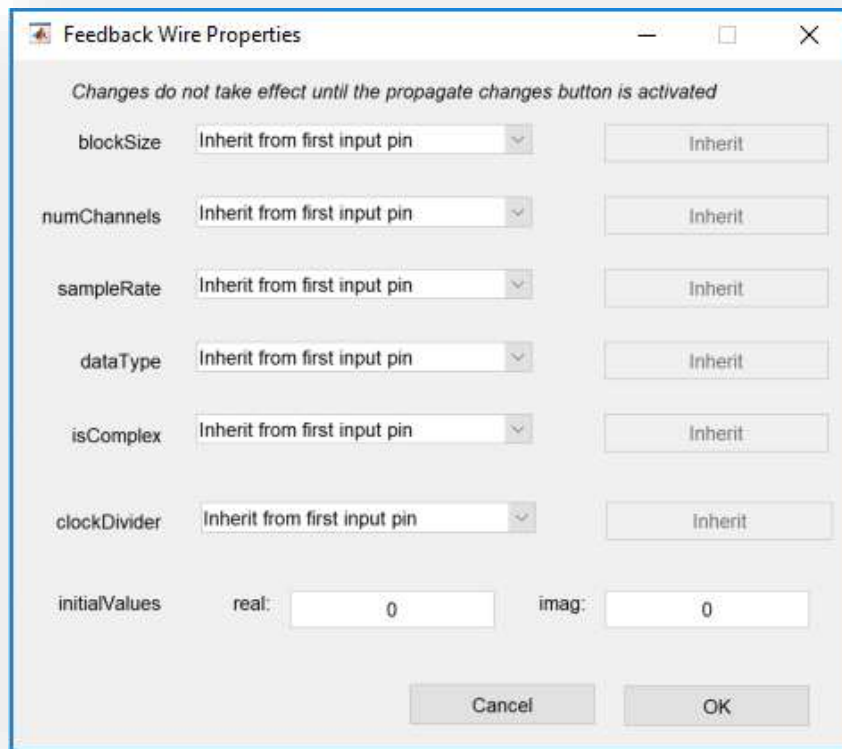 Feedback Wire Properties
Changes do not take effect until the propagate changes button is activated
blockSize Inherit from first input pin Inherit
numChannels Inherit from first input pin Inherit
sampleRate Inherit from first input pin Inherit
dataType Inherit from first input pin Inherit
isComplex Inherit from first input pin Inherit
clockDivider Inherit from first input pin Inherit
initialValues real: 0 imag: 0
Cancel OK